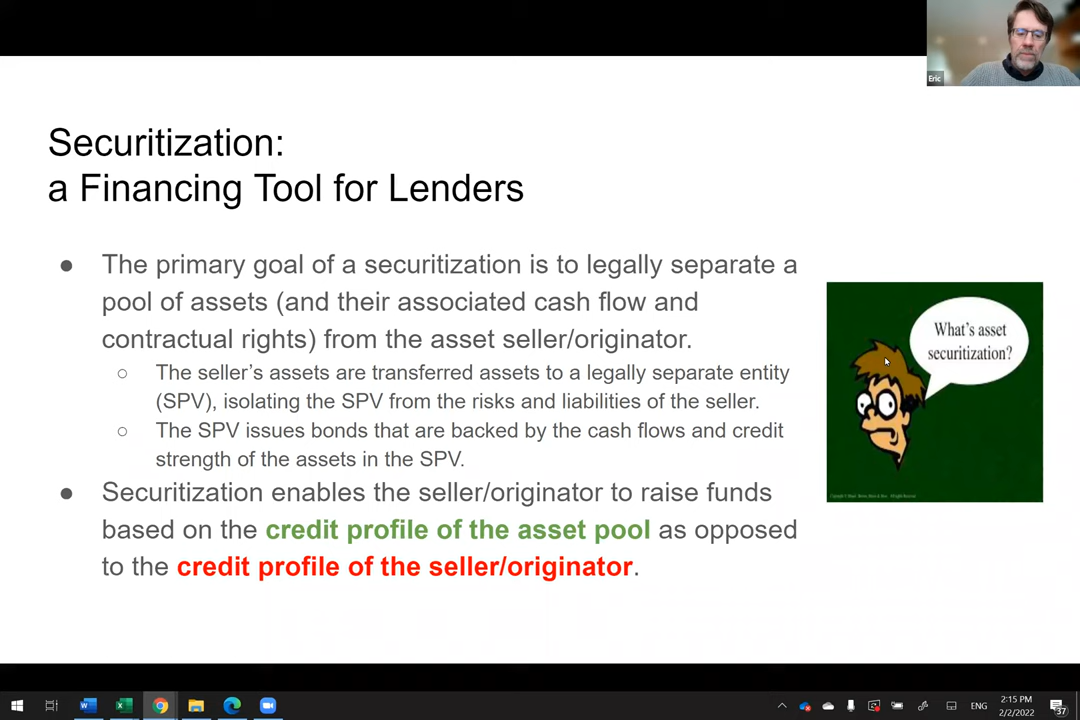 Eric
Securitization:
a Financing Tool for Lenders
● The primary goal of a securitization is to legally separate a
pool of assets (and their associated cash flow and
contractual rights) from the asset seller/originator.
○ The seller's assets are transferred assets to a legally separate entity
(SPV), isolating the SPV from the risks and liabilities of the seller.
○ The SPV issues bonds that are backed by the cash flows and credit
strength of the assets in the SPV.
● Securitization enables the seller/originator to raise funds
based on the credit profile of the asset pool as opposed
to the credit profile of the seller/originator.
What's asset
securitization?
ENG
2:15 PM
2/2/2022
37